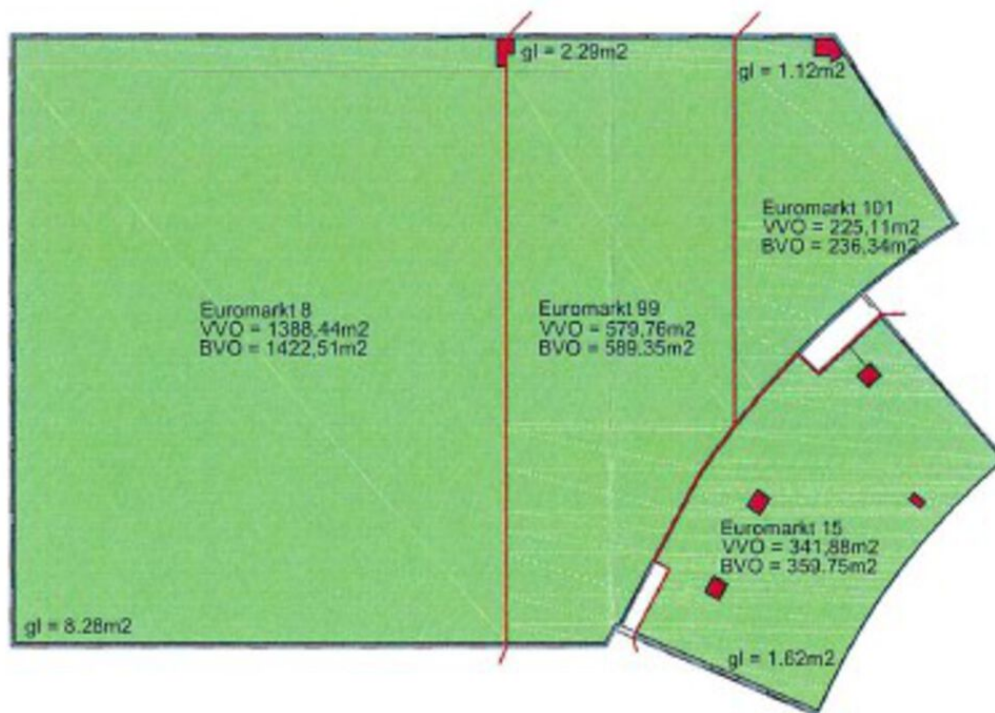 gl = 2.29m2
gl = 1.12m2
Euromarkt 101
VVO = 225,11m2
BVO = 236,34m2
Euromarkt 8
VVO = 1388,44m2
BVO = 1422,51m2
Euromarkt 99
VVO = 579,76m2
BVO = 589.35m2
Euromarkt 15
VVO = 341,88m2
BVO = 359.75m2
gl = 8.28m2
gl = 1.62m2